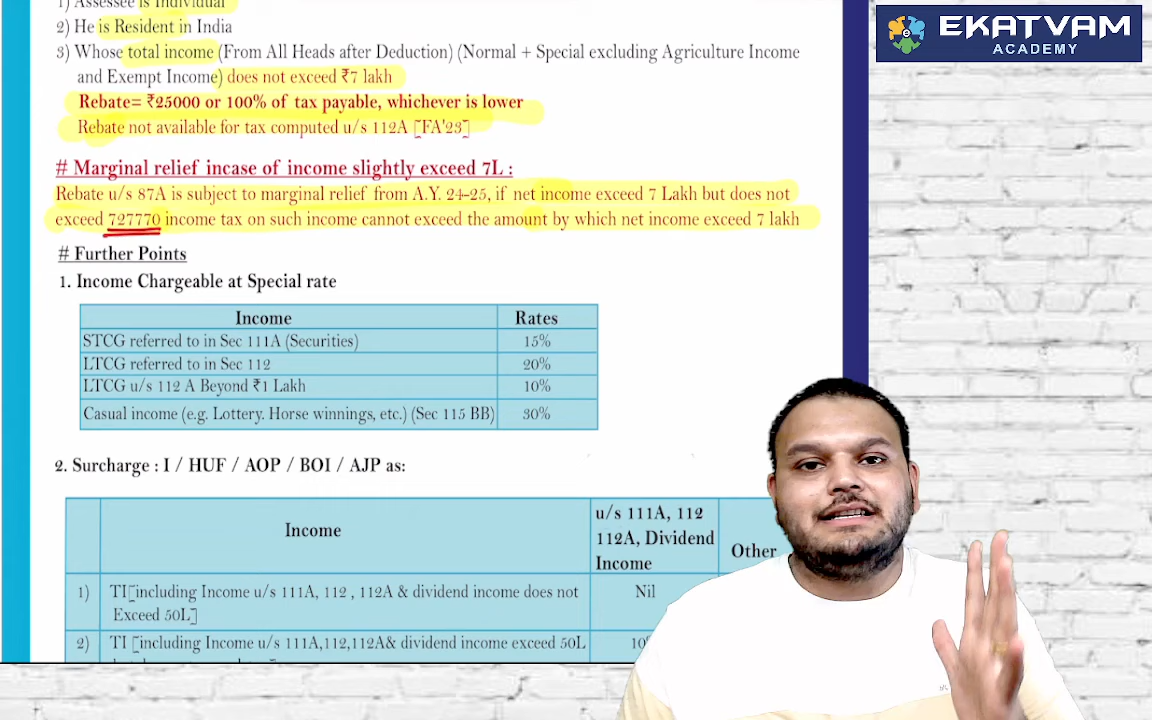 1) Assessee is Individual
2) He is Resident in India
3) Whose total income (From All Heads after Deduction) (Normal + Special excluding Agriculture Income
and Exempt Income) does not exceed ₹7 lakh
Rebate= ₹25000 or 100% of tax payable, whichever is lower
Rebate not available for tax computed u/s 112A [FA'23]
# Marginal relief incase of income slightly exceed 7L :
Rebate u/s 87A is subject to marginal relief from A.Y. 24-25, if net income exceed 7 Lakh but does not
exceed 727770 income tax on such income cannot exceed the amount by which net income exceed 7 lakh
# Further Points
1. Income Chargeable at Special rate
Income Rates
STCG referred to in Sec 111A (Securities) 15%
LTCG referred to in Sec 112 20%
LTCG u/s 112 A Beyond ₹1 Lakh 10%
Casual income (e.g. Lottery. Horse winnings, etc.) (Sec 115 BB) 30%
2. Surcharge : I / HUF / AOP / BOI / AJP as:
Income
u/s 111A, 112
112A, Dividend
Income
Other
1) TI[including Income u/s 111A, 112 , 112A & dividend income does not
Exceed 50L]
Nil
2) TI [including Income u/s 111A,112,112A& dividend income exceed 50L
EKATVAM
ACADEMY